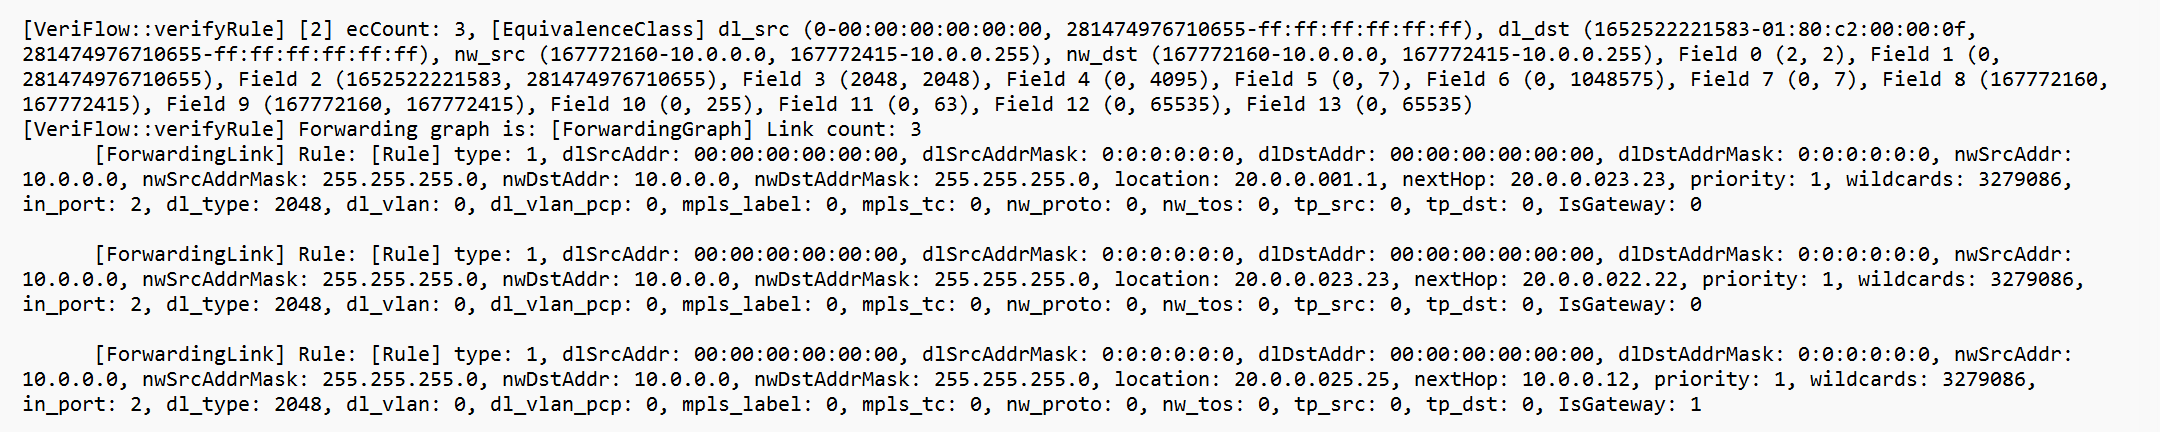 [VeriFlow::verifyRule] [2] ecCount: 3, [EquivalenceClass] dl_src (0-00:00:00:00:00:00, 281474976710655-ff:ff:ff:ff:ff:ff), dl_dst (1652522221583-01:80:c2:00:00:0f,
281474976710655-ff:ff:ff:ff:ff:ff), nw_src (167772160-10.0.0.0, 167772415-10.0.0.255), nw_dst (167772160-10.0.0.0, 167772415-10.0.0.255), Field 0 (2, 2), Field 1 (0,
281474976710655), Field 2 (1652522221583, 281474976710655), Field 3 (2048, 2048), Field 4 (0, 4095), Field 5 (0, 7), Field 6 (0, 1048575), Field 7 (0, 7), Field 8 (167772160,
167772415), Field 9 (167772160, 167772415), Field 10 (0, 255), Field 11 (0, 63), Field 12 (0, 65535), Field 13 (0, 65535)
[VeriFlow::verifyRule] Forwarding graph is: [ForwardingGraph] Link count: 3
[ForwardingLink] Rule: [Rule] type: 1, dlSrcAddr: 00:00:00:00:00:00, dlSrcAddrMask: 0:0:0:0:0:0, dlDstAddr: 00:00:00:00:00:00, dlDstAddrMask: 0:0:0:0:0:0, nwSrcAddr:
10.0.0.0, nwSrcAddrMask: 255.255.255.0, nwDstAddr: 10.0.0.0, nwDstAddrMask: 255.255.255.0, location: 20.0.0.001.1, nextHop: 20.0.0.023.23, priority: 1, wildcards: 3279086,
in_port: 2, dl_type: 2048, dl_vlan: 0, dl_vlan_pcp: 0, mpls_label: 0, mpls_tc: 0, nw_proto: 0, nw_tos: 0, tp_src: 0, tp_dst: 0, IsGateway: 0
[ForwardingLink] Rule: [Rule] type: 1, dlSrcAddr: 00:00:00:00:00:00, dlSrcAddrMask: 0:0:0:0:0:0, dlDstAddr: 00:00:00:00:00:00, dlDstAddrMask: 0:0:0:0:0:0, nwSrcAddr:
10.0.0.0, nwSrcAddrMask: 255.255.255.0, nwDstAddr: 10.0.0.0, nwDstAddrMask: 255.255.255.0, location: 20.0.0.023.23, nextHop: 20.0.0.022.22, priority: 1, wildcards: 3279086,
in_port: 2, dl_type: 2048, dl_vlan: 0, dl_vlan_pcp: 0, mpls_label: 0, mpls_tc: 0, nw_proto: 0, nw_tos: 0, tp_src: 0, tp_dst: 0, IsGateway: 0
[ForwardingLink] Rule: [Rule] type: 1, dlSrcAddr: 00:00:00:00:00:00, dlSrcAddrMask: 0:0:0:0:0:0, dlDstAddr: 00:00:00:00:00:00, dlDstAddrMask: 0:0:0:0:0:0, nwSrcAddr:
10.0.0.0, nwSrcAddrMask: 255.255.255.0, nwDstAddr: 10.0.0.0, nwDstAddrMask: 255.255.255.0, location: 20.0.0.025.25, nextHop: 10.0.0.12, priority: 1, wildcards: 3279086,
in_port: 2, dl_type: 2048, dl_vlan: 0, dl_vlan_pcp: 0, mpls_label: 0, mpls_tc: 0, nw_proto: 0, nw_tos: 0, tp_src: 0, tp_dst: 0, IsGateway: 1